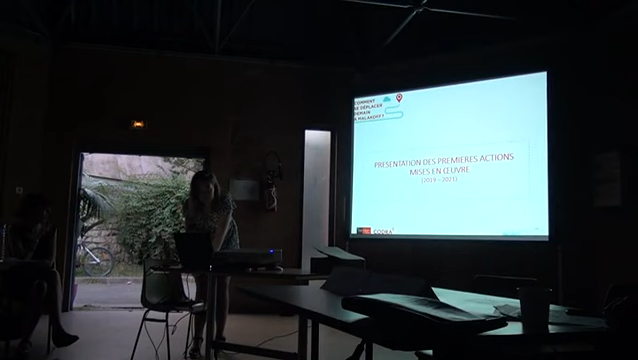 COMMENT
SE DÉPLACER
DEMAIN
À MALAKOFF ?
PRÉSENTATION DES PREMIÈRES ACTIONS
MISES EN ŒUVRE
(2019 – 2021)
CODRA